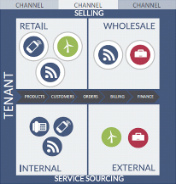 CHANNEL CHANNEL CHANNEL
SELLING
RETAIL WHOLESALE
TENANT
PRODUCTS CUSTOMERS ORDERS BILLING FINANCE
INTERNAL EXTERNAL
SERVICE SOURCING